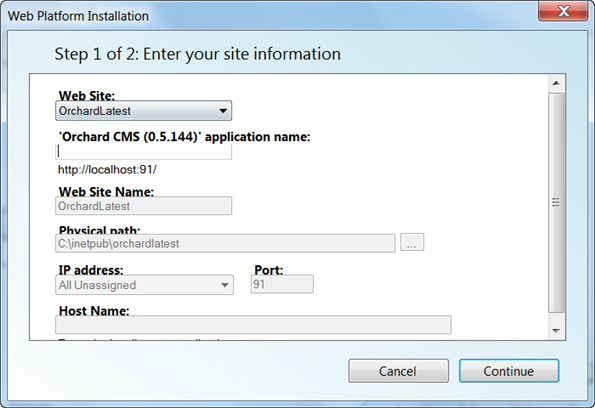 Web Platform Installation
Step 1 of 2: Enter your site information
Web Site:
OrchardLatest
'Orchard CMS (0.5.144)' application name:
http://localhost:91/
Web Site Name:
OrchardLatest
Physical path:
C:\inetpub\orchardlatest
...
IP address: Port:
All Unassigned 91
Host Name:
Cancel Continue